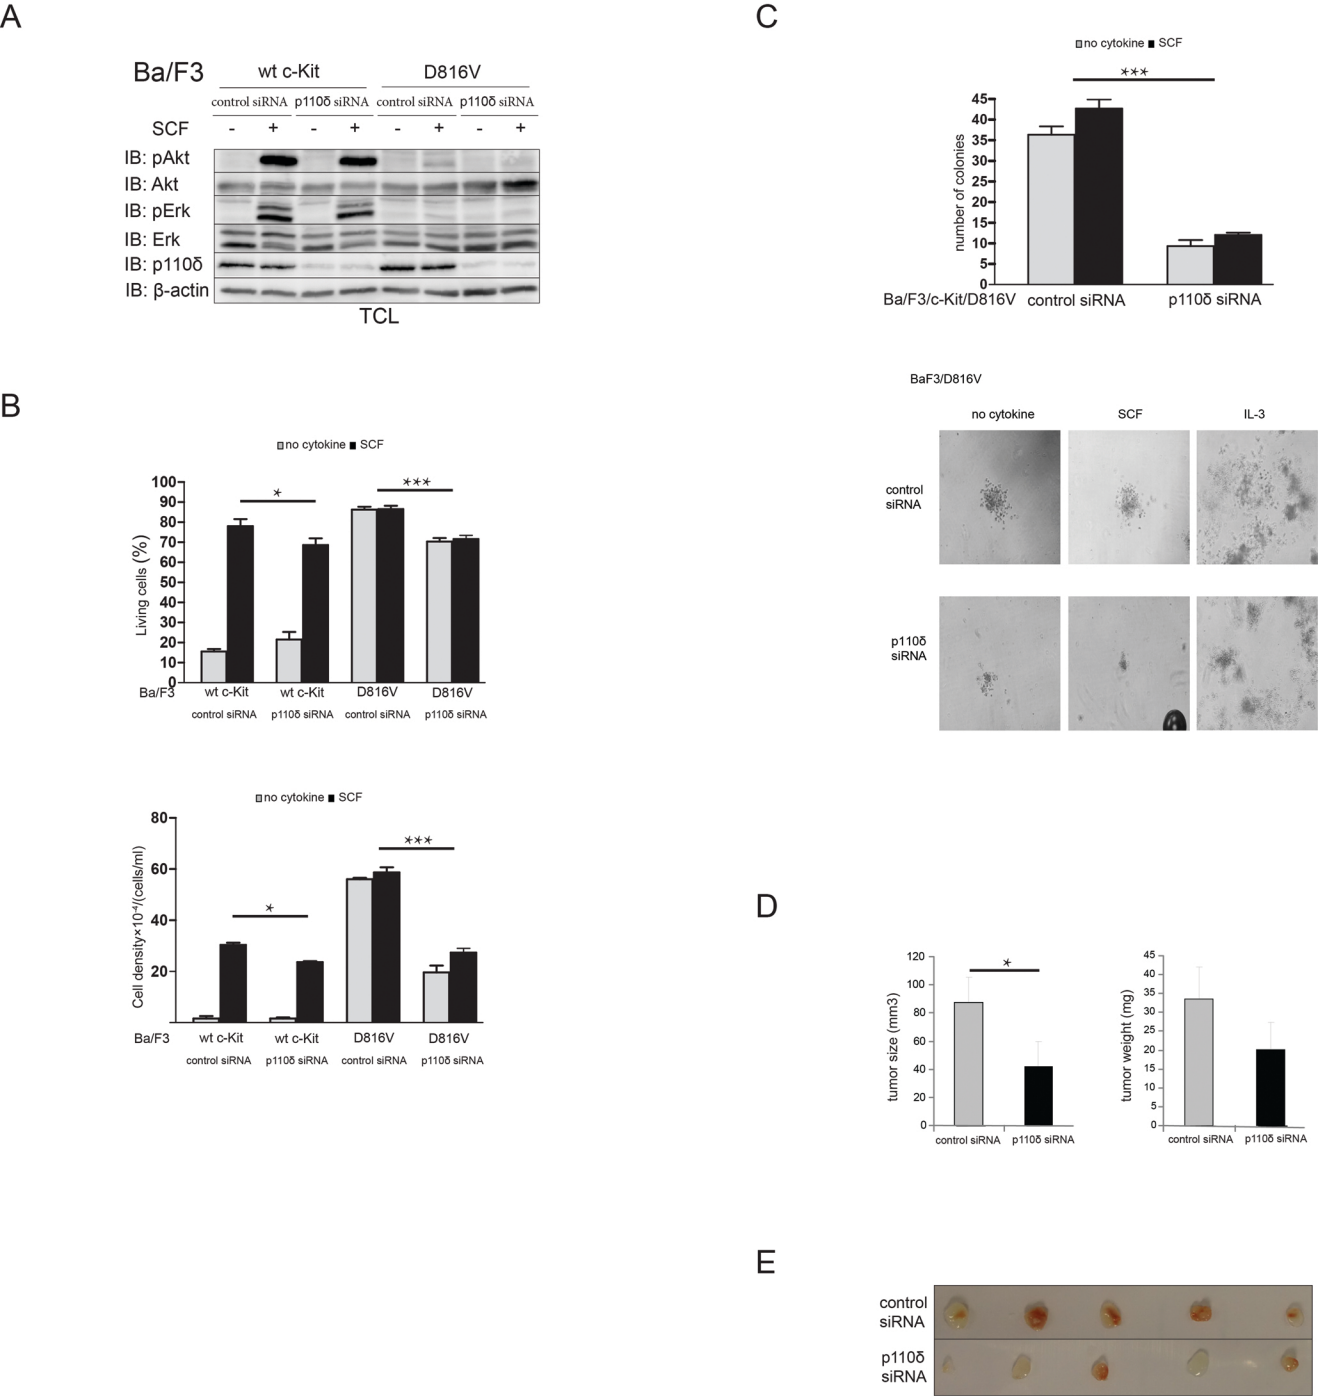 A
Ba/F3
wt c-Kit
D816V
control siRNA p110δ siRNA control siRNA p110δ siRNA
SCF - + - + - + - +
IB: pAkt
IB: Akt
IB: pErk
IB: Erk
IB: p110δ
IB: β-actin
TCL
B
no cytokine SCF
Living cells (%)
100
90
80
70
60
50
40
30
20
10
0
* ***
Ba/F3 wt c-Kit wt c-Kit D816V D816V
control siRNA p110δ siRNA control siRNA p110δ siRNA
no cytokine SCF
Cell density×10⁻⁴/(cells/ml)
80
60
40
20
* ***
Ba/F3 wt c-Kit wt c-Kit D816V D816V
control siRNA p110δ siRNA control siRNA p110δ siRNA
C
no cytokine SCF
***
number of colonies
45
40
35
30
25
20
15
10
5
0
Ba/F3/c-Kit/D816V control siRNA p110δ siRNA
BaF3/D816V
no cytokine SCF IL-3
control
siRNA
p110δ
siRNA
D
tumor size (mm3)
120
100
80
60
40
20
0
*
control siRNA p110δ siRNA
tumor weight (mg)
45
40
35
30
25
20
15
10
5
0
control siRNA p110δ siRNA
E
control
siRNA
p110δ
siRNA